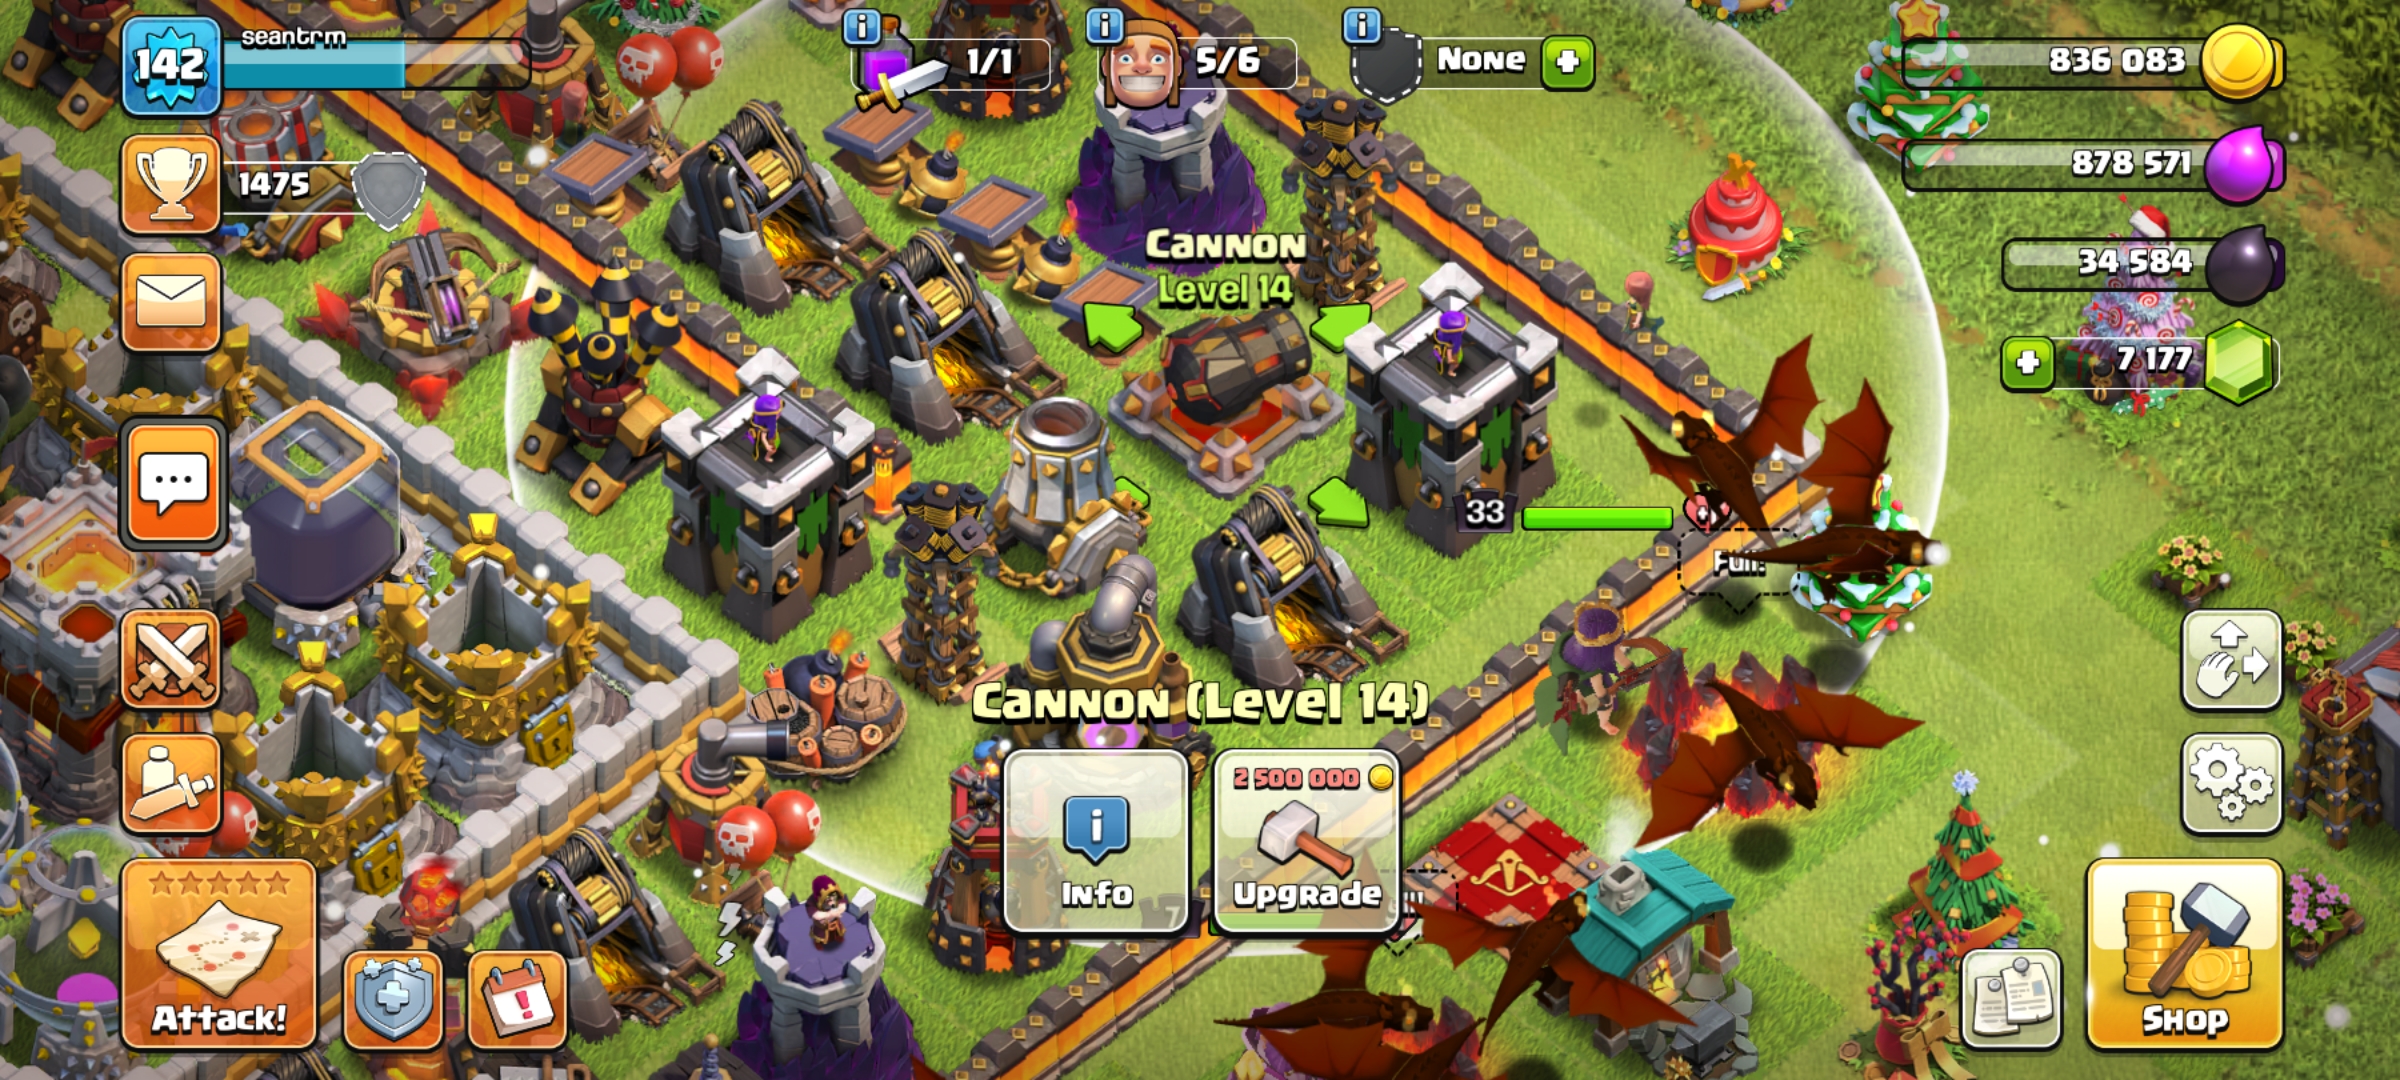 142
seantrm
1/1
5/6
None
836 083
1475
878 571
Cannon
Level 14
34 584
7 177
33
Full!
Cannon (Level 14)
2 500 000
Info
Upgrade
Attack!
Shop